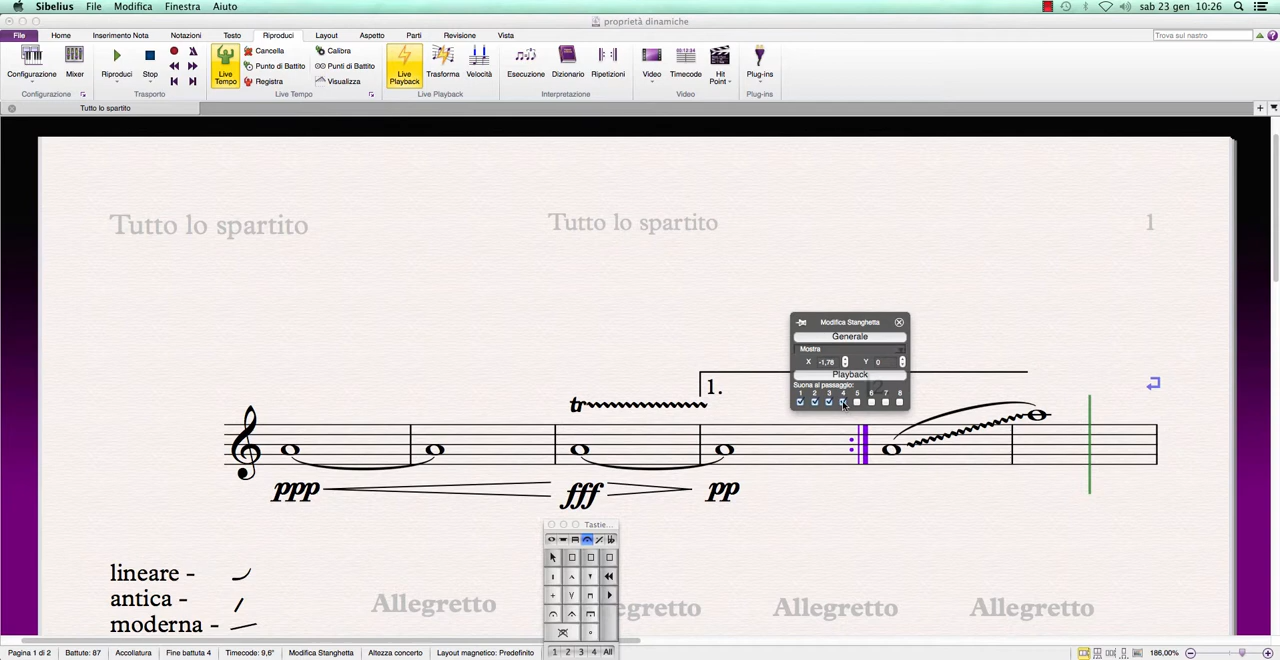 Sibelius File Modifica Finestra Aiuto sab 23 gen 10:26
proprietà dinamiche
File Home Inserimento Nota Notazioni Testo Riproduci Layout Aspetto Parti Revisione Vista Trova sul nastro
Cancella Calibra
Punto di Battito Punti di Battito
Registra Visualizza
Configurazione Mixer Riproduci Stop Live Tempo Live Playback Trasforma Velocità Esecuzione Dizionario Ripetizioni Video Timecode Hit Point Plug-ins
Configurazione Trasporto Live Tempo Live Playback Interpretazione Video Plug-ins
Tutto lo spartito
Tutto lo spartito Tutto lo spartito 1
Modifica Stanghetta
Generale
Mostra
X -1,78 Y 0
Playback
Suona al passaggio:
1 2 3 4 5 6 7 8
1.
tr
ppp fff pp
Tastie...
lineare -
antica -
moderna -
Allegretto egretto Allegretto Allegretto
1 2 3 4 All
Pagina 1 di 2 Battute: 87 Accollatura Fine battuta 4 Timecode: 9,6" Modifica Stanghetta Altezza concerto Layout magnetico: Predefinito 186,00%